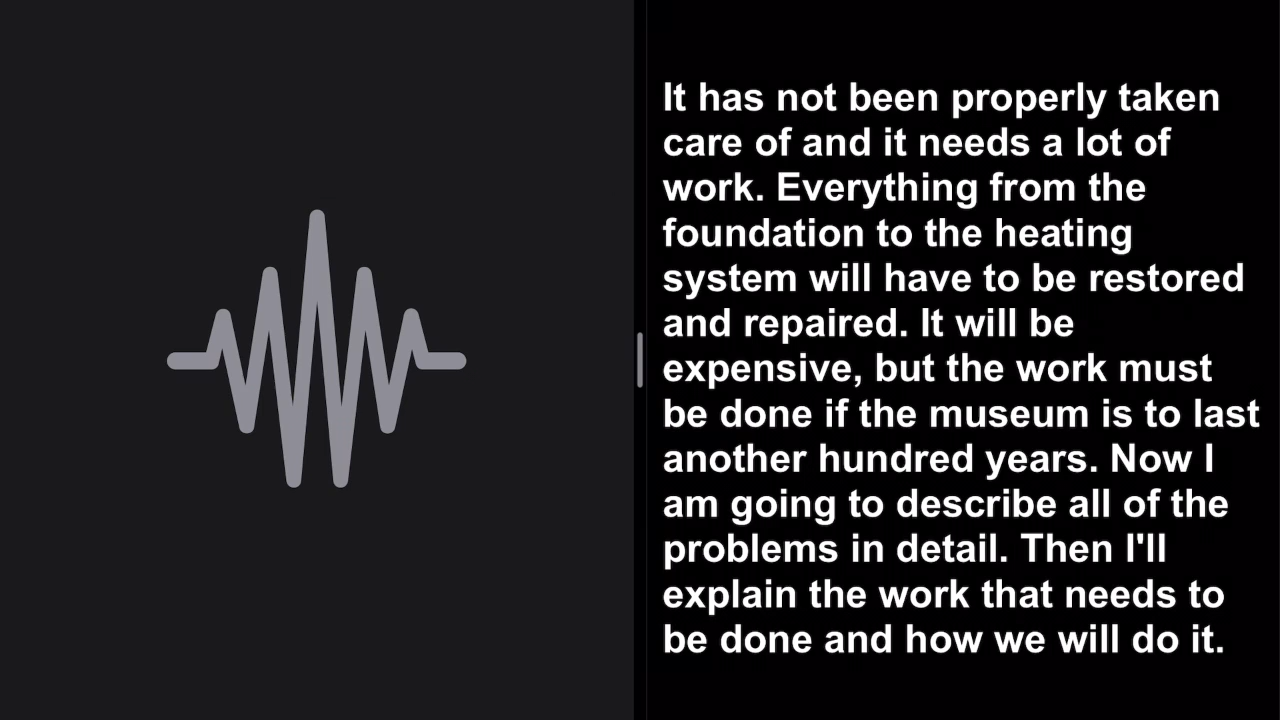 It has not been properly taken
care of and it needs a lot of
work. Everything from the
foundation to the heating
system will have to be restored
and repaired. It will be
expensive, but the work must
be done if the museum is to last
another hundred years. Now I
am going to describe all of the
problems in detail. Then I'll
explain the work that needs to
be done and how we will do it.